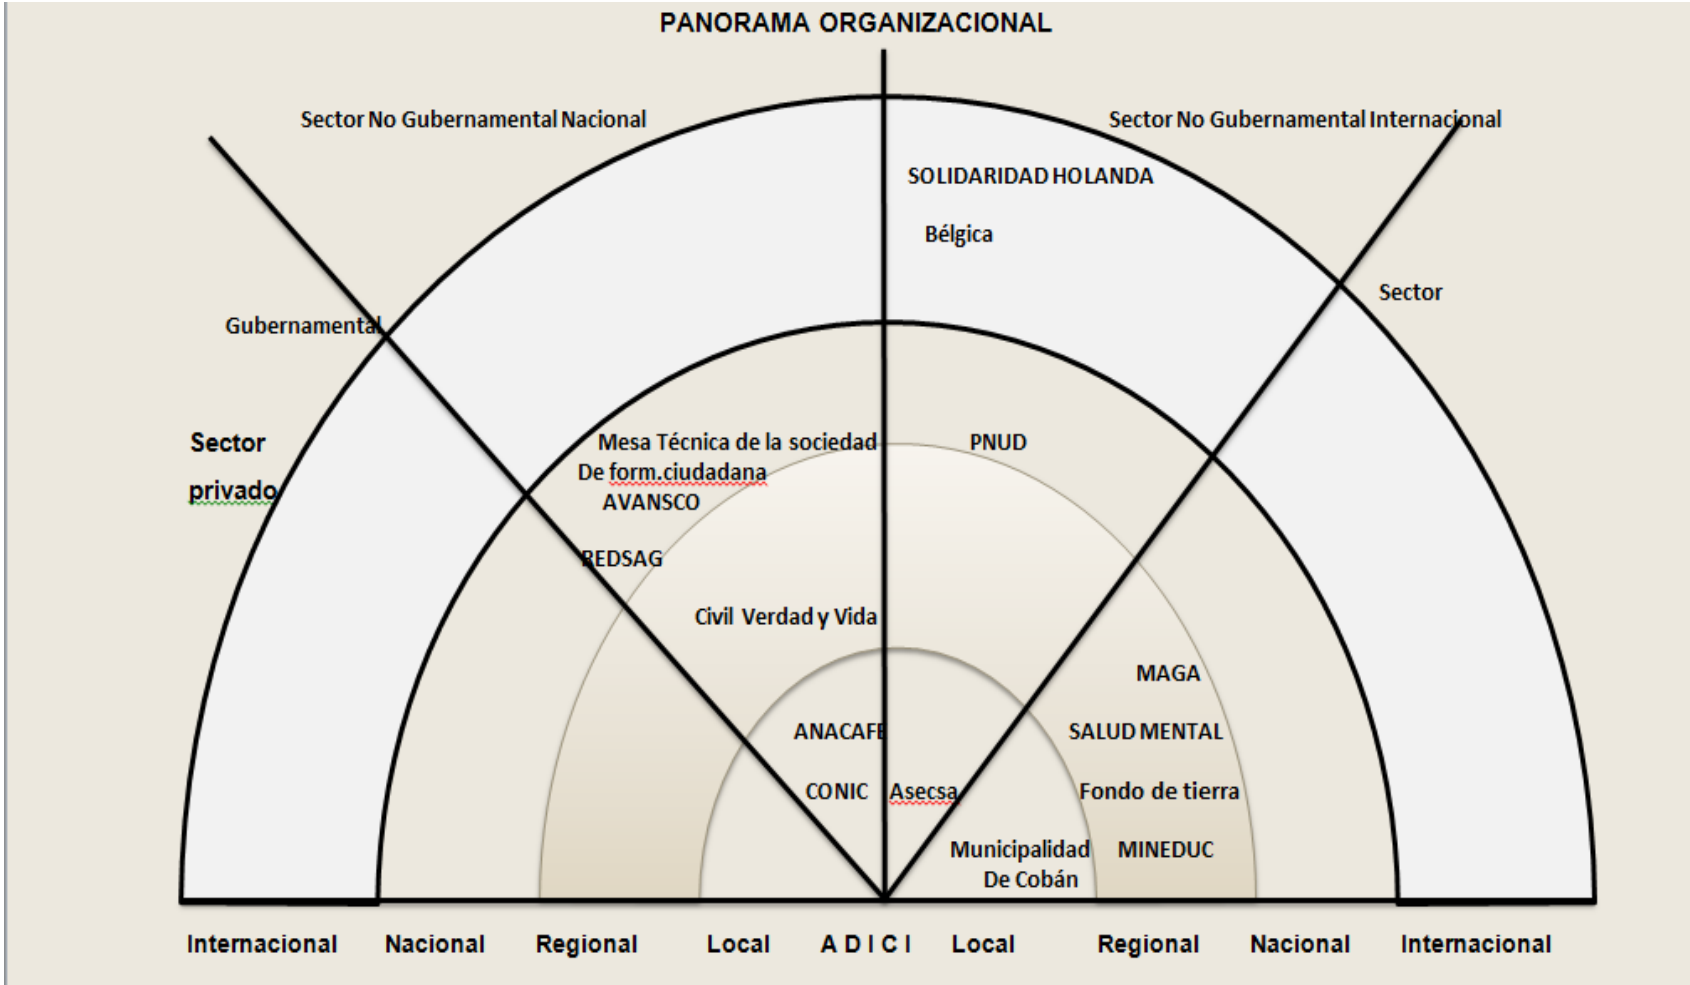 PANORAMA ORGANIZACIONAL
Sector No Gubernamental Nacional
Sector No Gubernamental Internacional
SOLIDARIDAD HOLANDA
Bélgica
Sector
Gubernamental
Sector
privado
Mesa Técnica de la sociedad
De form.ciudadana
AVANSCO
REDSAG
PNUD
Civil Verdad y Vida
MAGA
ANACAFE
SALUD MENTAL
CONIC
Asecsa
Fondo de tierra
Municipalidad
De Cobán
MINEDUC
Internacional Nacional Regional Local A D I C I Local Regional Nacional Internacional